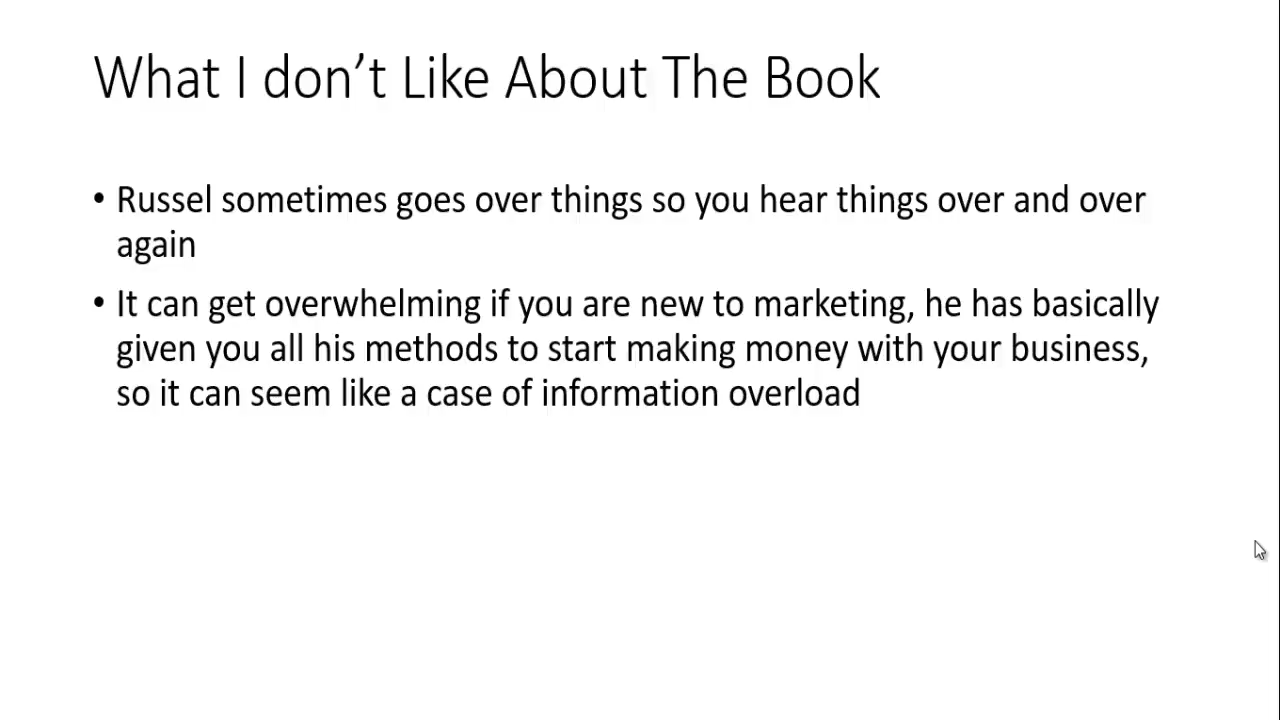 What I don’t Like About The Book
• Russel sometimes goes over things so you hear things over and over
again
• It can get overwhelming if you are new to marketing, he has basically
given you all his methods to start making money with your business,
so it can seem like a case of information overload